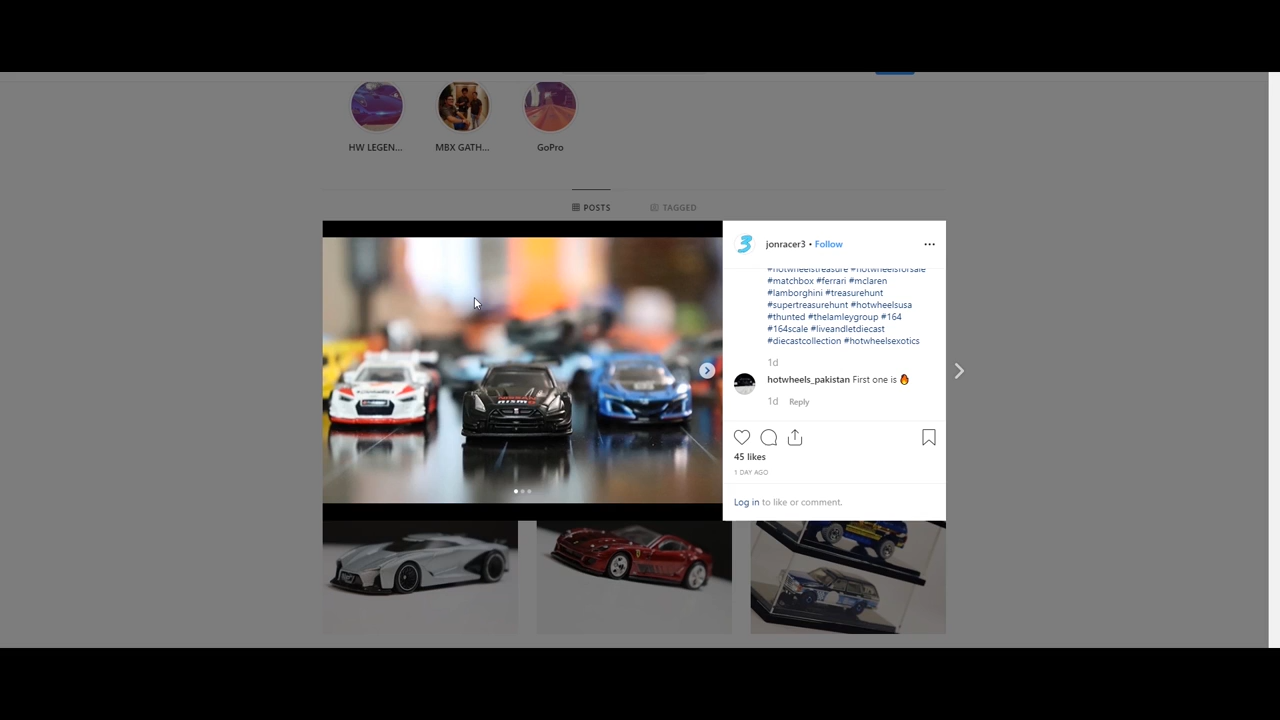 HW LEGEN...
MBX GATH...
GoPro
POSTS
TAGGED
jonracer3 • Follow
#hotwheelstreasure #hotwheelsforsale
#matchbox #ferrari #mclaren
#lamborghini #treasurehunt
#supertreasurehunt #hotwheelsusa
#thunted #thelamleygroup #164
#164scale #liveandletdiecast
#diecastcollection #hotwheelsexotics
1d
hotwheels_pakistan First one is 🔥
1d Reply
45 likes
1 DAY AGO
Log in to like or comment.
nismo